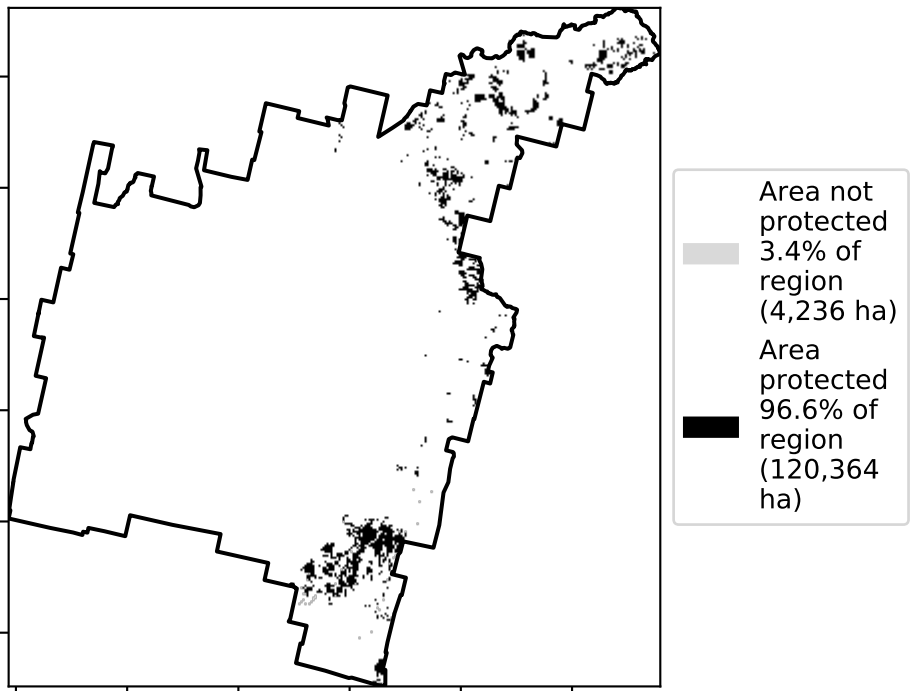 Area not
protected
3.4% of
region
(4,236 ha)
Area
protected
96.6% of
region
(120,364
ha)